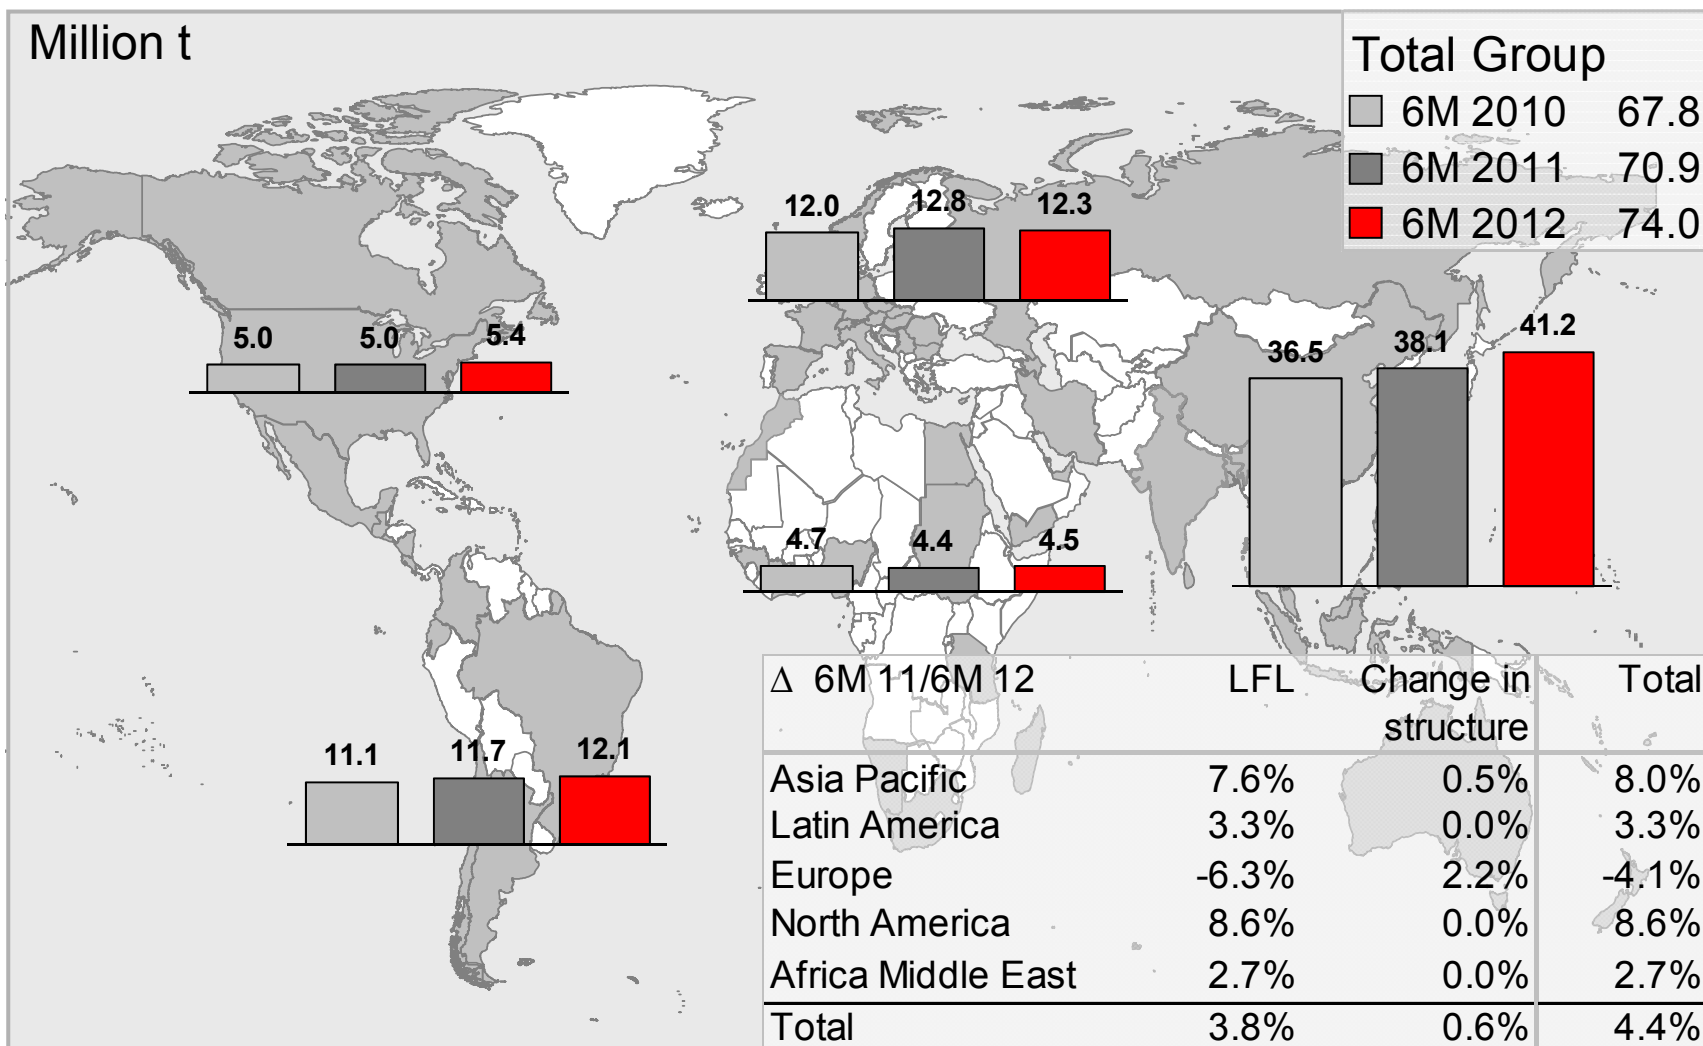 Million t
Total Group
6M 2010 67.8
6M 2011 70.9
6M 2012 74.0
12.0 12.8 12.3
5.0 5.0 5.4
36.5 38.1 41.2
4.7 4.4 4.5
11.1 11.7 12.1
Δ 6M 11/6M 12 LFL Change in structure Total
Asia Pacific 7.6% 0.5% 8.0%
Latin America 3.3% 0.0% 3.3%
Europe -6.3% 2.2% -4.1%
North America 8.6% 0.0% 8.6%
Africa Middle East 2.7% 0.0% 2.7%
Total 3.8% 0.6% 4.4%